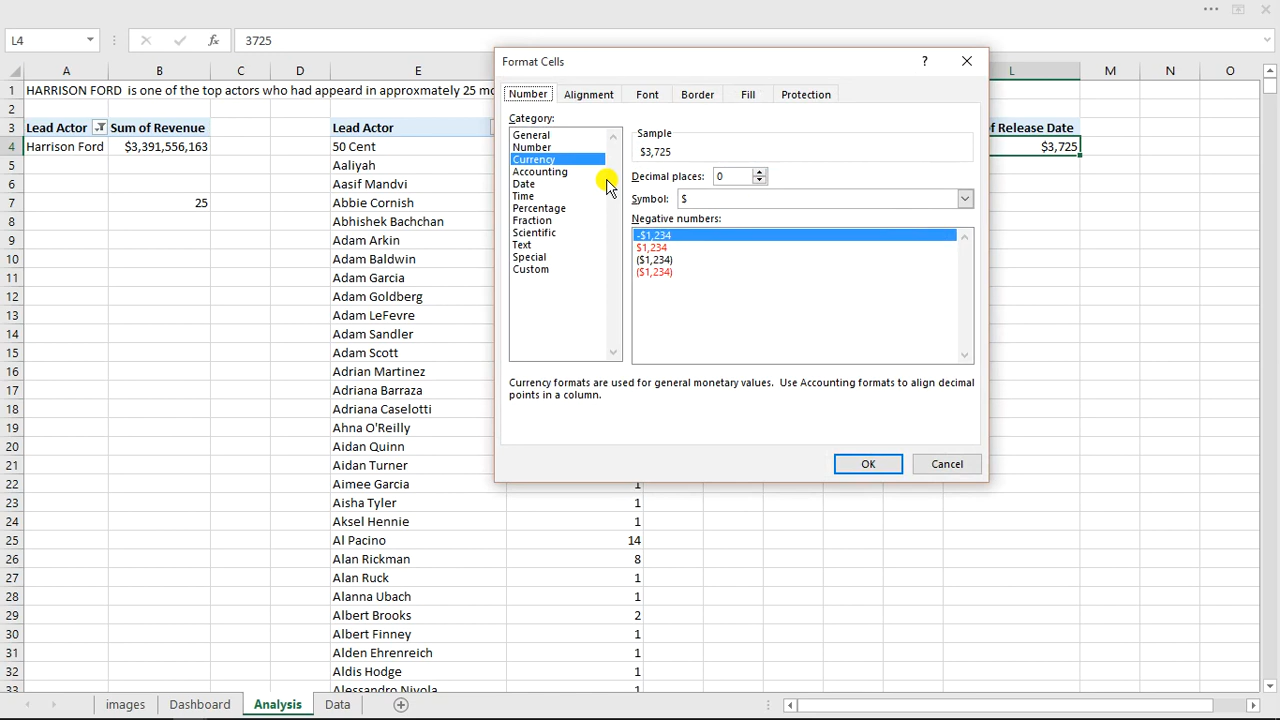 L4
fx
3725
A B C D E L M N O
1 HARRISON FORD is one of the top actors who had appeard in approxmately 25 mo
2
3 Lead Actor Sum of Revenue Lead Actor f Release Date
4 Harrison Ford $3,391,556,163 50 Cent $3,725
5 Aaliyah
6 Aasif Mandvi
7 25 Abbie Cornish
8 Abhishek Bachchan
9 Adam Arkin
10 Adam Baldwin
11 Adam Garcia
12 Adam Goldberg
13 Adam LeFevre
14 Adam Sandler
15 Adam Scott
16 Adrian Martinez
17 Adriana Barraza
18 Adriana Caselotti
19 Ahna O'Reilly
20 Aidan Quinn
21 Aidan Turner
22 Aimee Garcia 1
23 Aisha Tyler 1
24 Aksel Hennie 1
25 Al Pacino 14
26 Alan Rickman 8
27 Alan Ruck 1
28 Alanna Ubach 1
29 Albert Brooks 2
30 Albert Finney 1
31 Alden Ehrenreich 1
32 Aldis Hodge 1
33 Alessandro Nivola 1
Format Cells
?
Number Alignment Font Border Fill Protection
Category:
General
Number
Currency
Accounting
Date
Time
Percentage
Fraction
Scientific
Text
Special
Custom
Sample
$3,725
Decimal places: 0
Symbol: $
Negative numbers:
-$1,234
$1,234
($1,234)
($1,234)
Currency formats are used for general monetary values. Use Accounting formats to align decimal
points in a column.
OK Cancel
images Dashboard Analysis Data